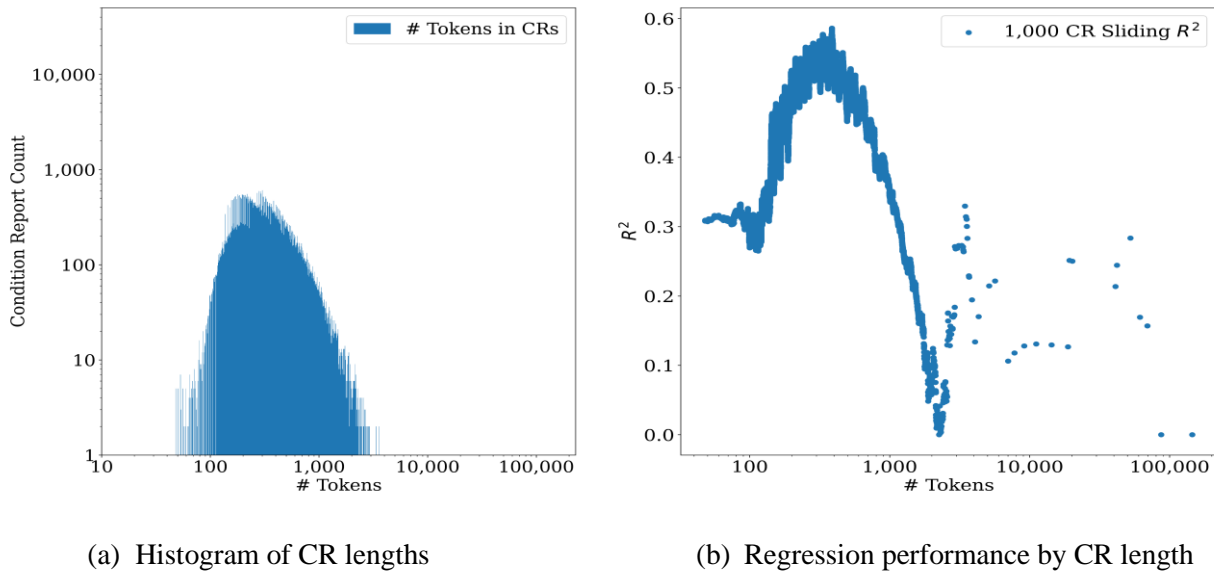 # Tokens in CRs
10,000
1,000
100
10
1
Condition Report Count
10 100 1,000 10,000 100,000
# Tokens
(a) Histogram of CR lengths
1,000 CR Sliding R²
0.6
0.5
0.4
0.3
0.2
0.1
0.0
R²
100 1,000 10,000 100,000
# Tokens
(b) Regression performance by CR length